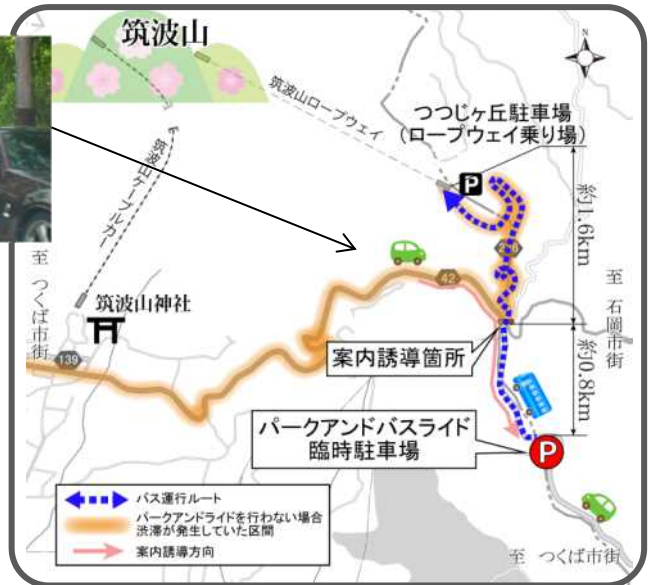 筑波山
N
筑波山ロープウェイ
つつじヶ丘駐車場
(ロープウェイ乗り場)
P
筑波山ケーブルカー
236
約1.6km
42
至 つくば市街
筑波山神社
至 石岡市街
139
案内誘導箇所
約0.8km
パークアンドバスライド
臨時駐車場
P
バス運行ルート
パークアンドライドを行わない場合
渋滞が発生していた区間
案内誘導方向
至 つくば市街